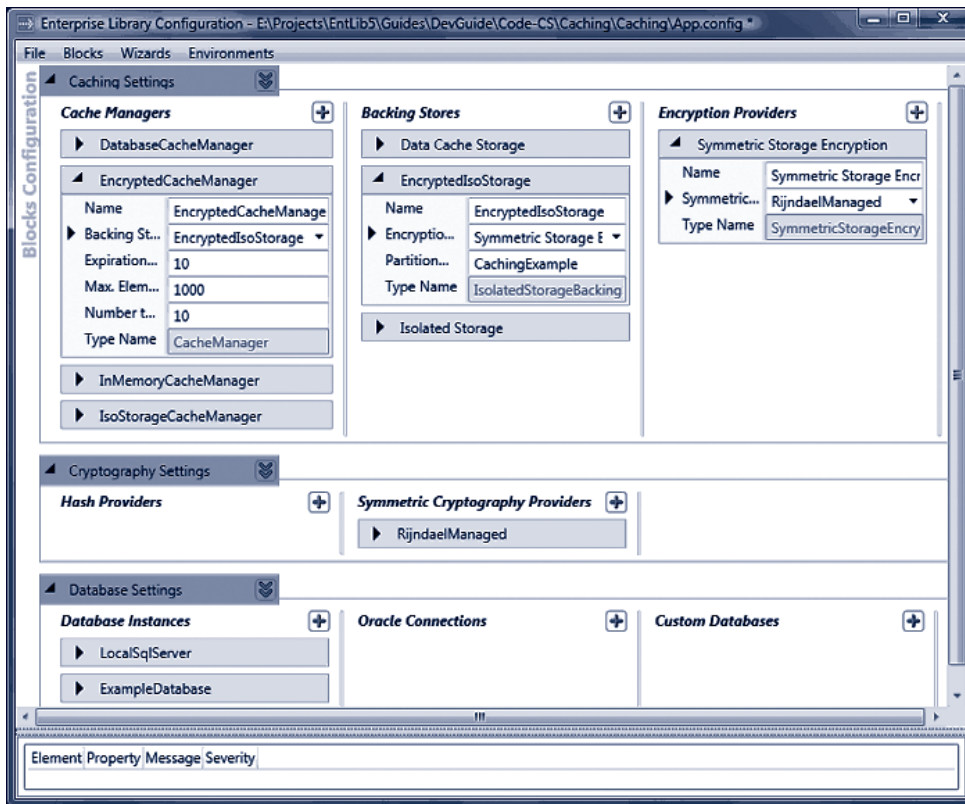 Enterprise Library Configuration - E:\Projects\EntLib5\Guides\DevGuide\Code-CS\Caching\Caching\App.config *
File Blocks Wizards Environments
Blocks Configuration
Caching Settings
Cache Managers
DatabaseCacheManager
EncryptedCacheManager
Name EncryptedCacheManage
Backing St... EncryptedIsoStorage
Expiration... 10
Max. Elem... 1000
Number t... 10
Type Name CacheManager
InMemoryCacheManager
IsoStorageCacheManager
Backing Stores
Data Cache Storage
EncryptedIsoStorage
Name EncryptedIsoStorage
Encryptio... Symmetric Storage E
Partition... CachingExample
Type Name IsolatedStorageBacking
Isolated Storage
Encryption Providers
Symmetric Storage Encryption
Name Symmetric Storage Encr
Symmetric... RijndaelManaged
Type Name SymmetricStorageEncry
Cryptography Settings
Hash Providers
Symmetric Cryptography Providers
RijndaelManaged
Database Settings
Database Instances
LocalSqlServer
ExampleDatabase
Oracle Connections
Custom Databases
Element Property Message Severity